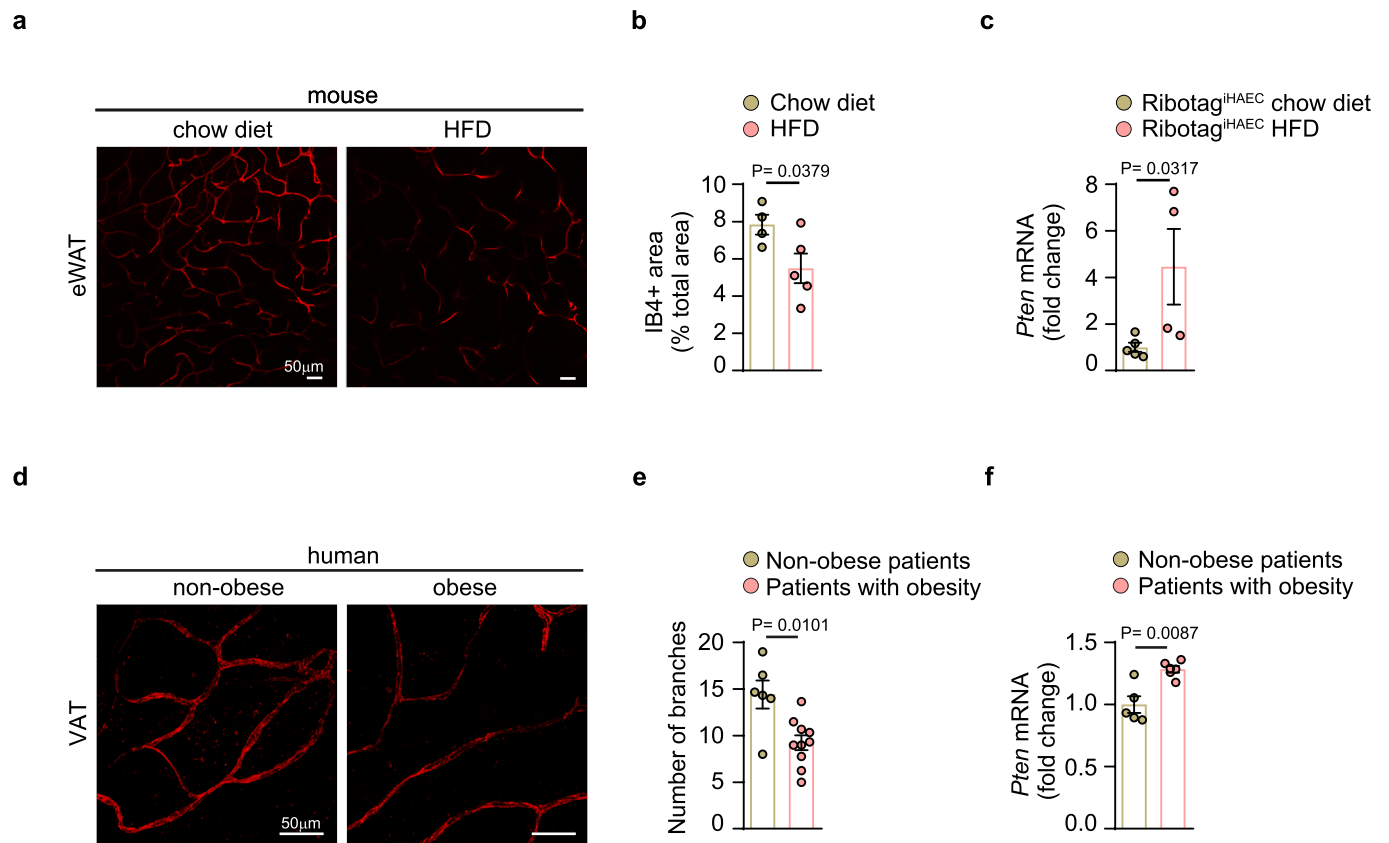 a
mouse
chow diet
HFD
eWAT
50μm
b
Chow diet
HFD
P= 0.0379
IB4+ area
(% total area)
10
8
6
4
2
0
c
RibotagiHAEC chow diet
RibotagiHAEC HFD
P= 0.0317
Pten mRNA
(fold change)
8
6
4
2
0
d
human
non-obese
obese
VAT
50μm
e
Non-obese patients
Patients with obesity
P= 0.0101
Number of branches
20
15
10
5
0
f
Non-obese patients
Patients with obesity
P= 0.0087
Pten mRNA
(fold change)
1.5
1.0
0.5
0.0